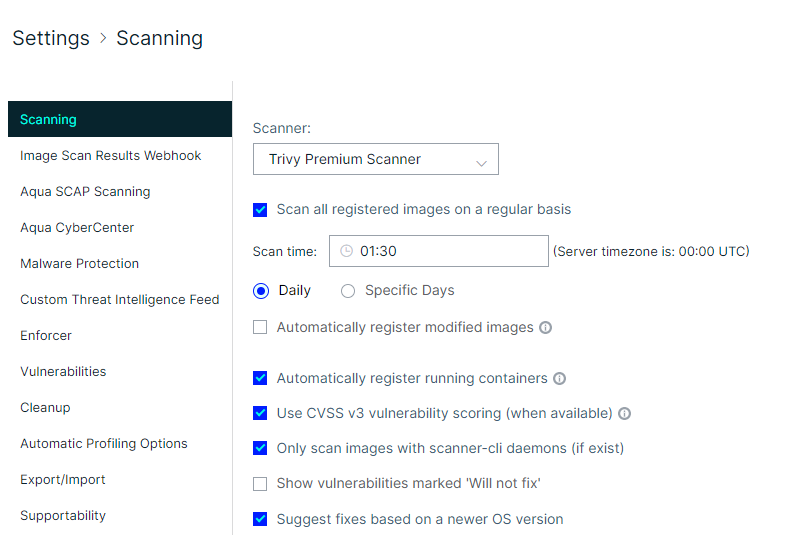 Settings > Scanning
Scanning
Image Scan Results Webhook
Aqua SCAP Scanning
Aqua CyberCenter
Malware Protection
Custom Threat Intelligence Feed
Enforcer
Vulnerabilities
Cleanup
Automatic Profiling Options
Export/Import
Supportability
Scanner:
Trivy Premium Scanner
Scan all registered images on a regular basis
Scan time: 01:30 (Server timezone is: 00:00 UTC)
Daily Specific Days
Automatically register modified images
Automatically register running containers
Use CVSS v3 vulnerability scoring (when available)
Only scan images with scanner-cli daemons (if exist)
Show vulnerabilities marked 'Will not fix'
Suggest fixes based on a newer OS version